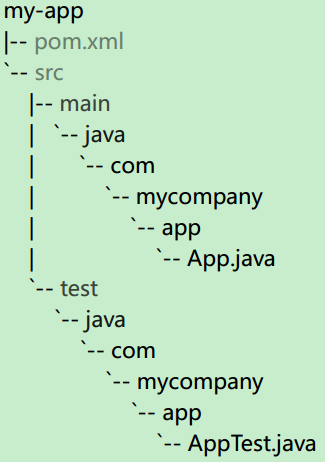 my-app
|-- pom.xml
`-- src
    |-- main
    |   `-- java
    |       `-- com
    |           `-- mycompany
    |               `-- app
    |                   `-- App.java
    `-- test
        `-- java
            `-- com
                `-- mycompany
                    `-- app
                        `-- AppTest.java